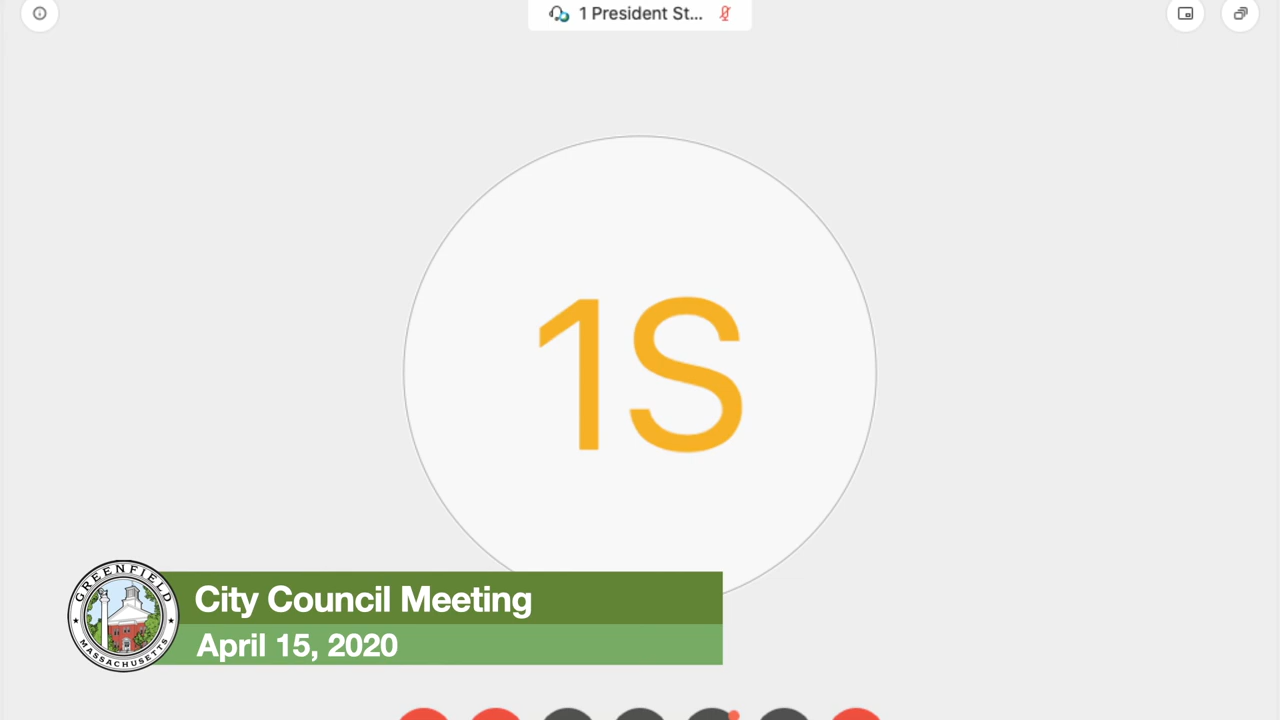 1 President St...
1S
City Council Meeting
April 15, 2020
GREENFIELD
MASSACHUSETTS